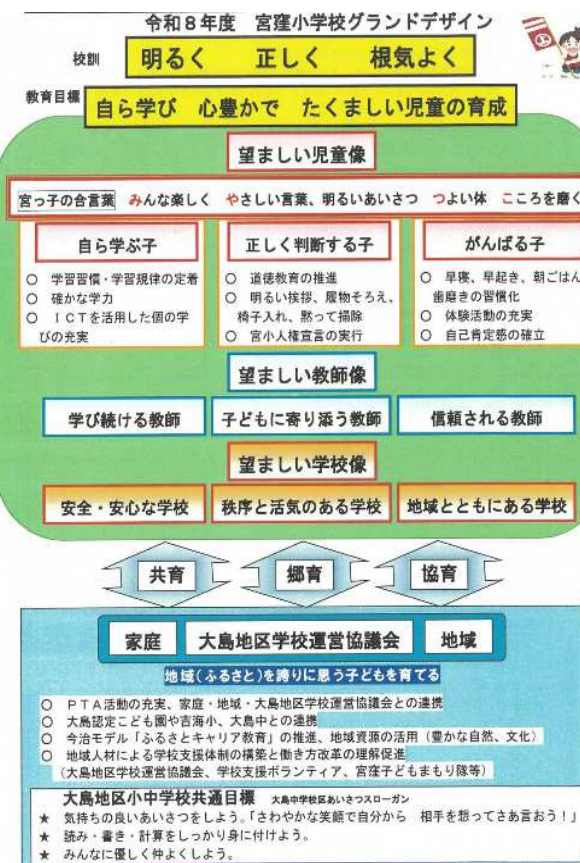 令和8年度　宮窪小学校グランドデザイン
校訓　明るく　正しく　根気よく
教育目標　自ら学び　心豊かで　たくましい児童の育成
望ましい児童像
宮っ子の合言葉　みんな楽しく　やさしい言葉、明るいあいさつ　つよい体　こころを磨く
自ら学ぶ子
○　学習習慣・学習規律の定着
○　確かな学力
○　ＩＣＴを活用した個の学
びの充実
正しく判断する子
○　道徳教育の推進
○　明るい挨拶、履物そろえ、
椅子入れ、黙って掃除
○　宮小人権宣言の実行
がんばる子
○　早寝、早起き、朝ごはん
歯磨きの習慣化
○　体験活動の充実
○　自己肯定感の確立
望ましい教師像
学び続ける教師　子どもに寄り添う教師　信頼される教師
望ましい学校像
安全・安心な学校　秩序と活気のある学校　地域とともにある学校
共育　郷育　協育
家庭　大島地区学校運営協議会　地域
地域（ふるさと）を誇りに思う子どもを育てる
○　ＰＴＡ活動の充実、家庭・地域・大島地区学校運営協議会との連携
○　大島認定こども園や吉海小、大島中との連携
○　今治モデル「ふるさとキャリア教育」の推進、地域資源の活用（豊かな自然、文化）
○　地域人材による学校支援体制の構築と働き方改革の理解促進
（大島地区学校運営協議会、学校支援ボランティア、宮窪子どもまもり隊等）
大島地区小中学校共通目標　大島中学校区あいさつスローガン
★　気持ちの良いあいさつをしよう。「さわやかな笑顔で自分から　相手を想ってさあ言おう！」
★　読み・書き・計算をしっかり身に付けよう。
★　みんなに優しく仲よくしよう。